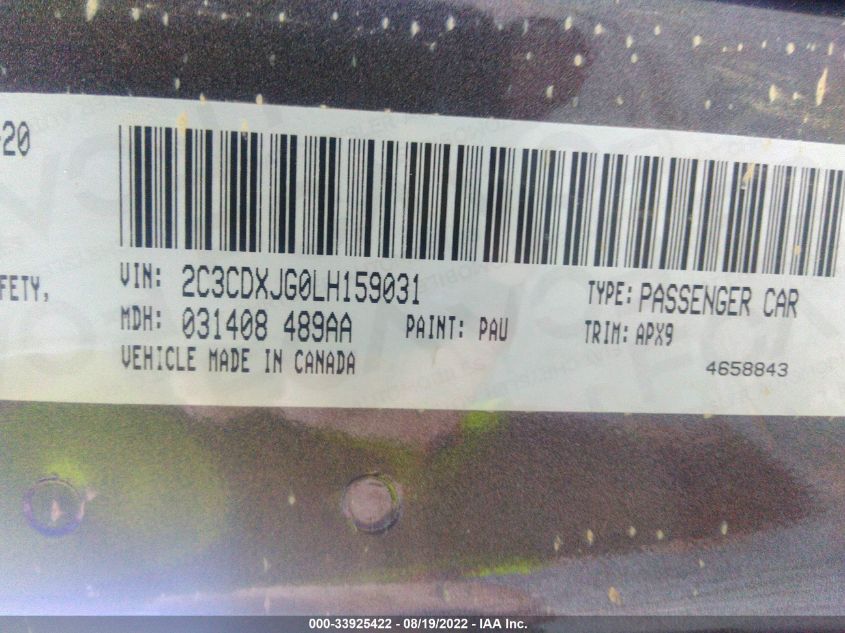 -20
FETY,
VIN: 2C3CDXJG0LH159031 TYPE: PASSENGER CAR
MDH: 031408 489AA PAINT: PAU TRIM: APX9
VEHICLE MADE IN CANADA 4658843
000-33925422 - 08/19/2022 - IAA Inc.